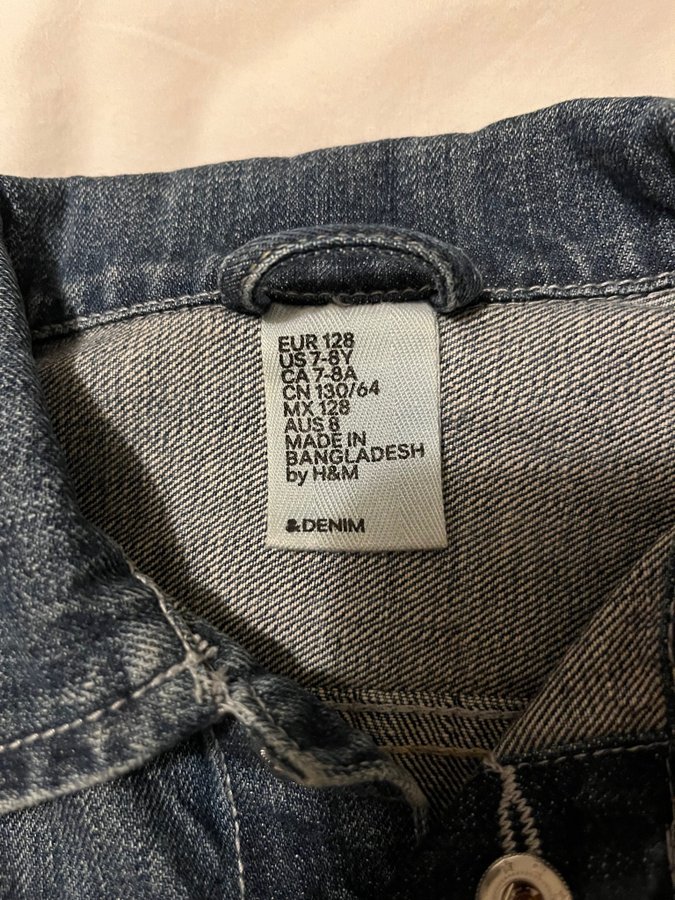 EUR 128
US 7-8Y
CA 7-8A
CN 130/64
MX 128
AUS 8
MADE IN
BANGLADESH
by H&M
&DENIM